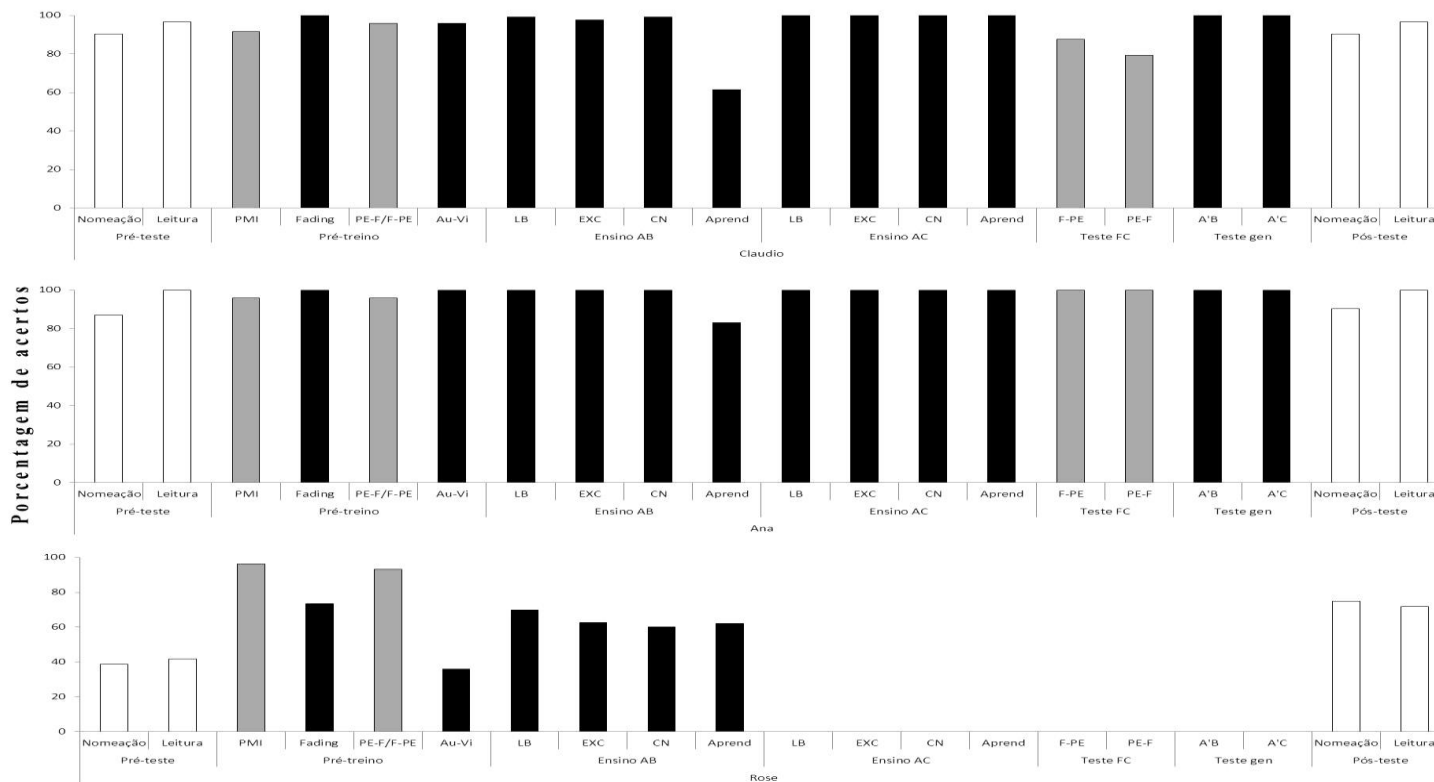 Porcentagem de acertos
100
80
60
40
20
0
Nomeação Leitura PMI Fading PE-F/F-PE Au-Vi LB EXC CN Aprend LB EXC CN Aprend F-PE PE-F A'B A'C Nomeação Leitura
Pré-teste Pré-treino Ensino AB Ensino AC Teste FC Teste gen Pós-teste
Claudio
100
80
60
40
20
0
Nomeação Leitura PMI Fading PE-F/F-PE Au-Vi LB EXC CN Aprend LB EXC CN Aprend F-PE PE-F A'B A'C Nomeação Leitura
Pré-teste Pré-treino Ensino AB Ensino AC Teste FC Teste gen Pós-teste
Ana
100
80
60
40
20
0
Nomeação Leitura PMI Fading PE-F/F-PE Au-Vi LB EXC CN Aprend LB EXC CN Aprend F-PE PE-F A'B A'C Nomeação Leitura
Pré-teste Pré-treino Ensino AB Ensino AC Teste FC Teste gen Pós-teste
Rose